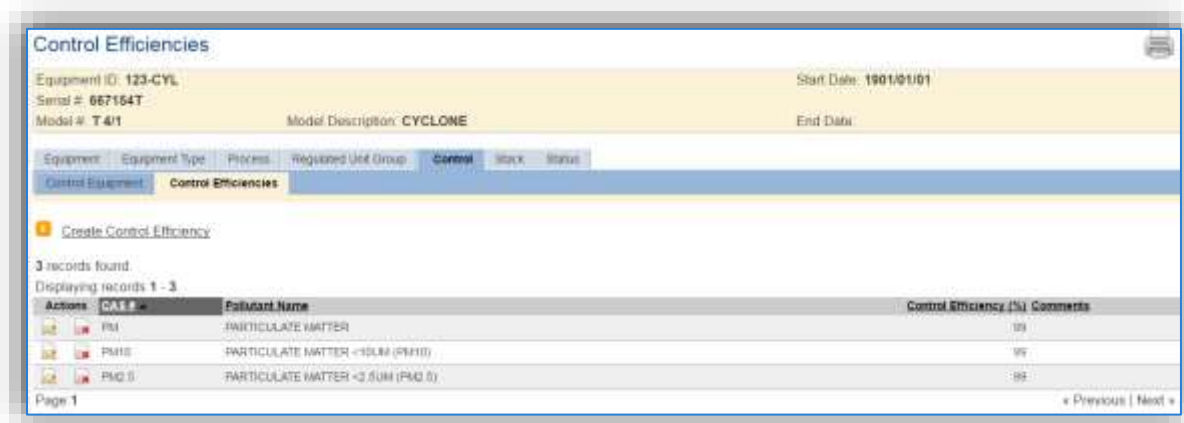 Control Efficiencies
Equipment ID: 123-CYL Start Date: 1901/01/01
Serial #: 667154T
Model #: T 4/1 Model Description: CYCLONE End Date:
Equipment Equipment Type Process Regulated Unit Group Control Stack Status
Control Equipment Control Efficiencies
Create Control Efficiency
3 records found
Displaying records 1 - 3
Actions CAS # Pollutant Name Control Efficiency (%) Comments
PM PARTICULATE MATTER 99
PM10 PARTICULATE MATTER <10UM (PM10) 99
PM2.5 PARTICULATE MATTER <2.5UM (PM2.5) 99
Page 1 « Previous | Next »